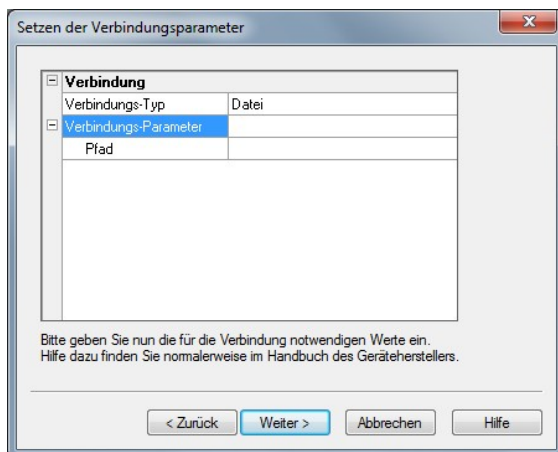 Setzen der Verbindungsparameter
Verbindung
Verbindungs-Typ Datei
Verbindungs-Parameter
Pfad
Bitte geben Sie nun die für die Verbindung notwendigen Werte ein.
Hilfe dazu finden Sie normalerweise im Handbuch des Geräteherstellers.
< Zurück Weiter > Abbrechen Hilfe